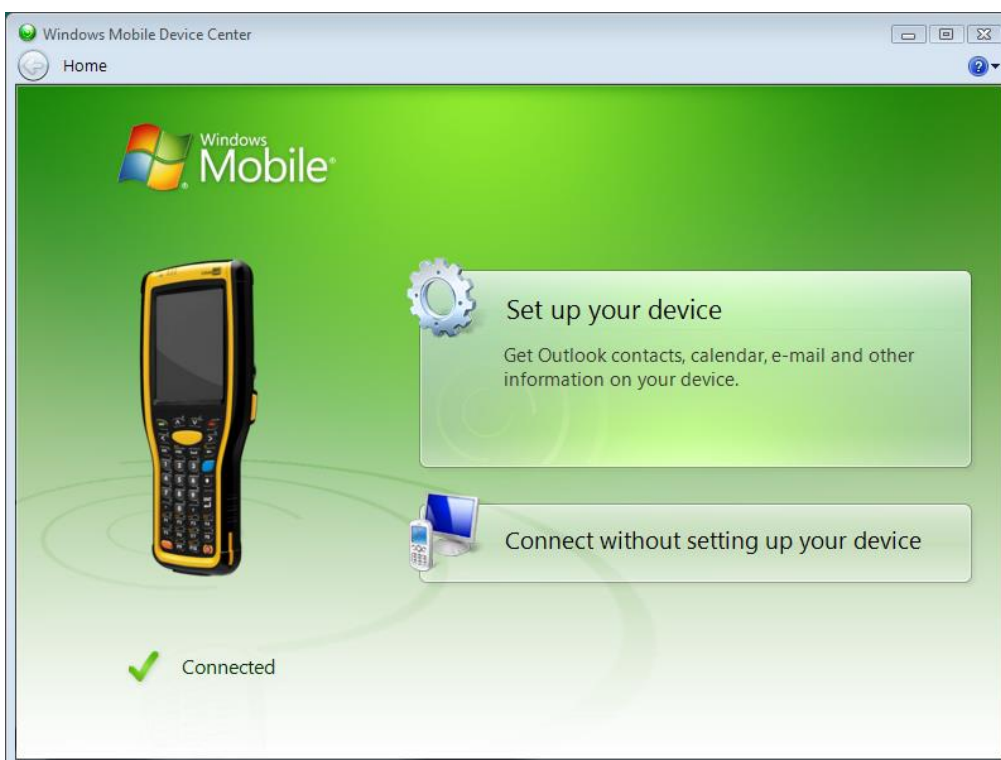 Windows Mobile Device Center
Home
Windows
Mobile
Set up your device
Get Outlook contacts, calendar, e-mail and other
information on your device.
Connect without setting up your device
Connected